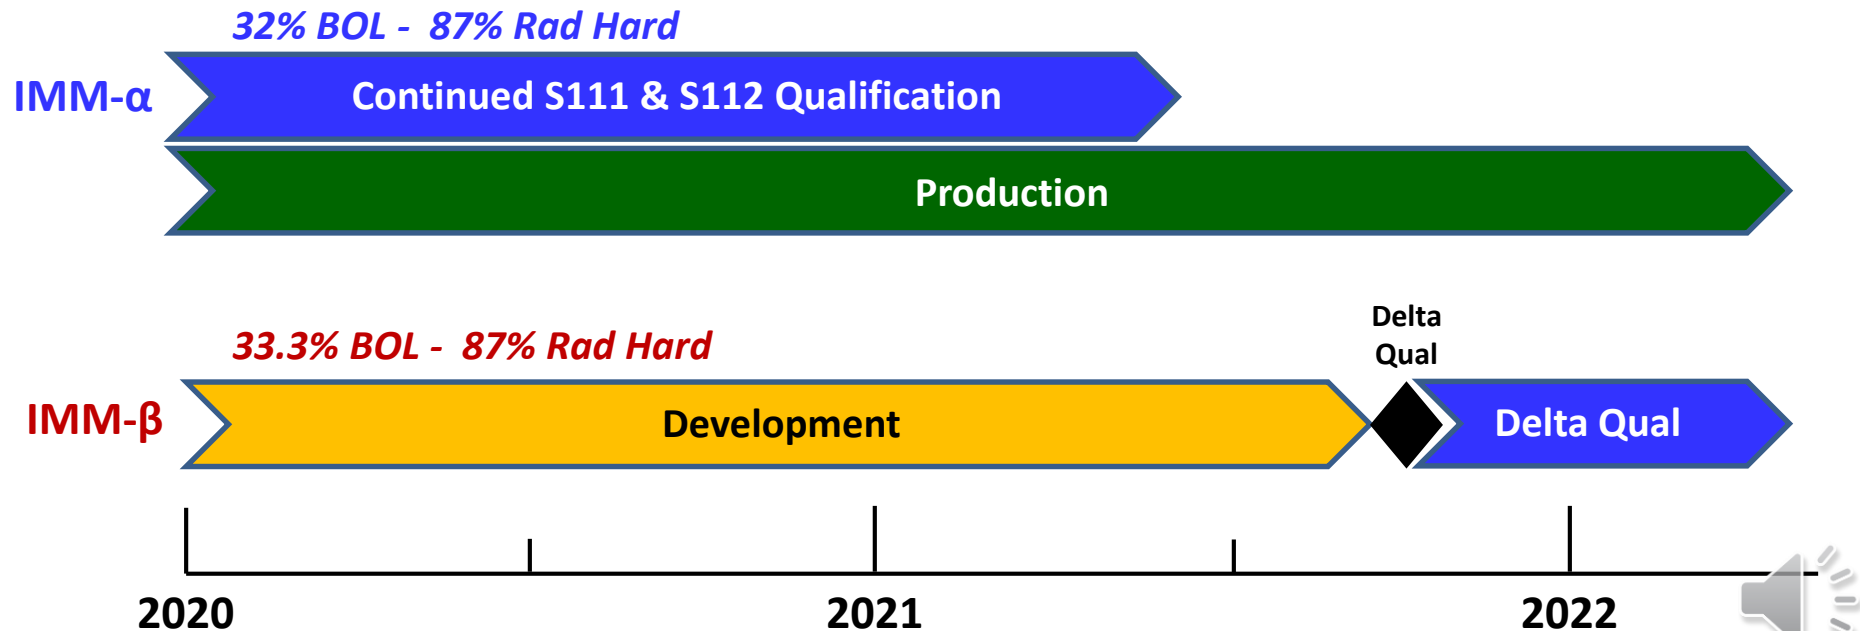 32% BOL - 87% Rad Hard
IMM-α
Continued S111 & S112 Qualification
Production
Delta
Qual
33.3% BOL - 87% Rad Hard
IMM-β
Development
Delta Qual
2020
2021
2022